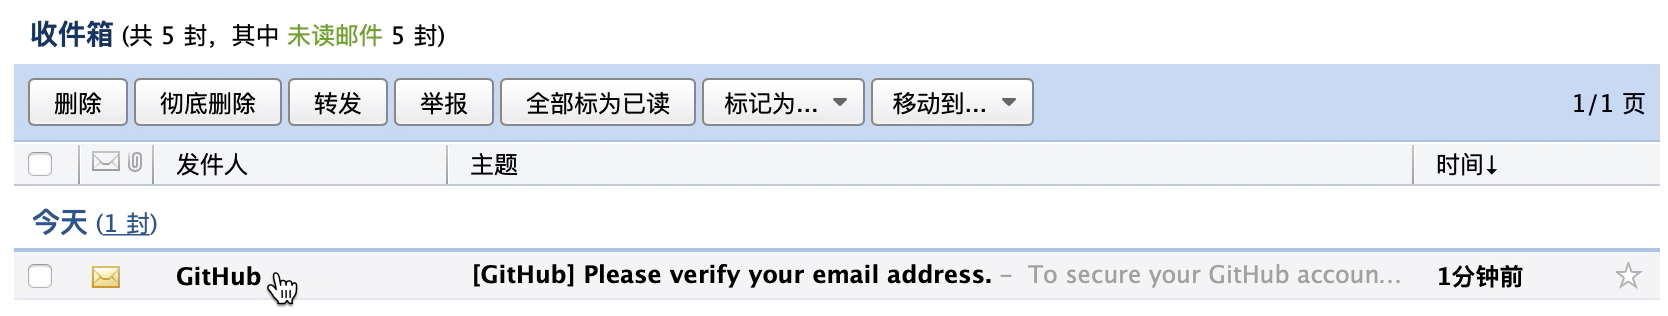 收件箱 (共 5 封，其中 未读邮件 5 封)
删除 彻底删除 转发 举报 全部标为已读 标记为... 移动到... 1/1 页
发件人 主题 时间↓
今天 (1 封)
GitHub [GitHub] Please verify your email address. – To secure your GitHub accoun... 1分钟前